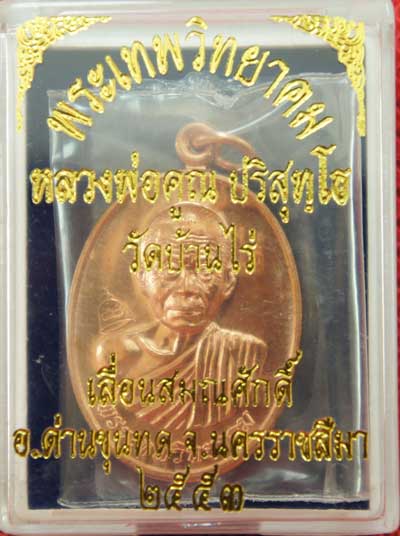 พระเทพวิทยาคม
หลวงพ่อคูณ ปริสุทฺโธ
วัดบ้านไร่
เลื่อนสมณศักดิ์
อ.ด่านขุนทด จ.นครราชสีมา
๒๕๕๓